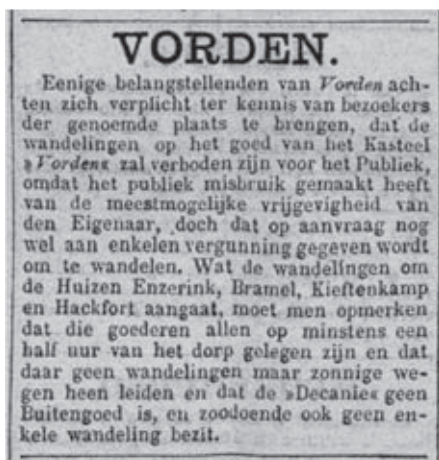 VORDEN.
Eenige belangstellenden van Vorden ach-
ten zich verplicht ter kennis van bezoekers
der genoemde plaats te brengen, dat de
wandelingen op het goed van het Kasteel
»Vorden« zal verboden zijn voor het Publiek,
omdat het publiek misbruik gemaakt heeft
van de meestmogelijke vrijgevigheid van
den Eigenaar, doch dat op aanvraag nog
wel aan enkelen vergunning gegeven wordt
om te wandelen. Wat de wandelingen om
de Huizen Enzerink, Bramel, Kieftenkamp
en Hackfort aangaat, moet men opmerken
dat die goederen allen op minstens een
half uur van het dorp gelegen zijn en dat
daar geen wandelingen maar zonnige we-
gen heen leiden en dat de »Decanie« geen
Buitengoed is, en zoodoende ook geen en-
kele wandeling bezit.